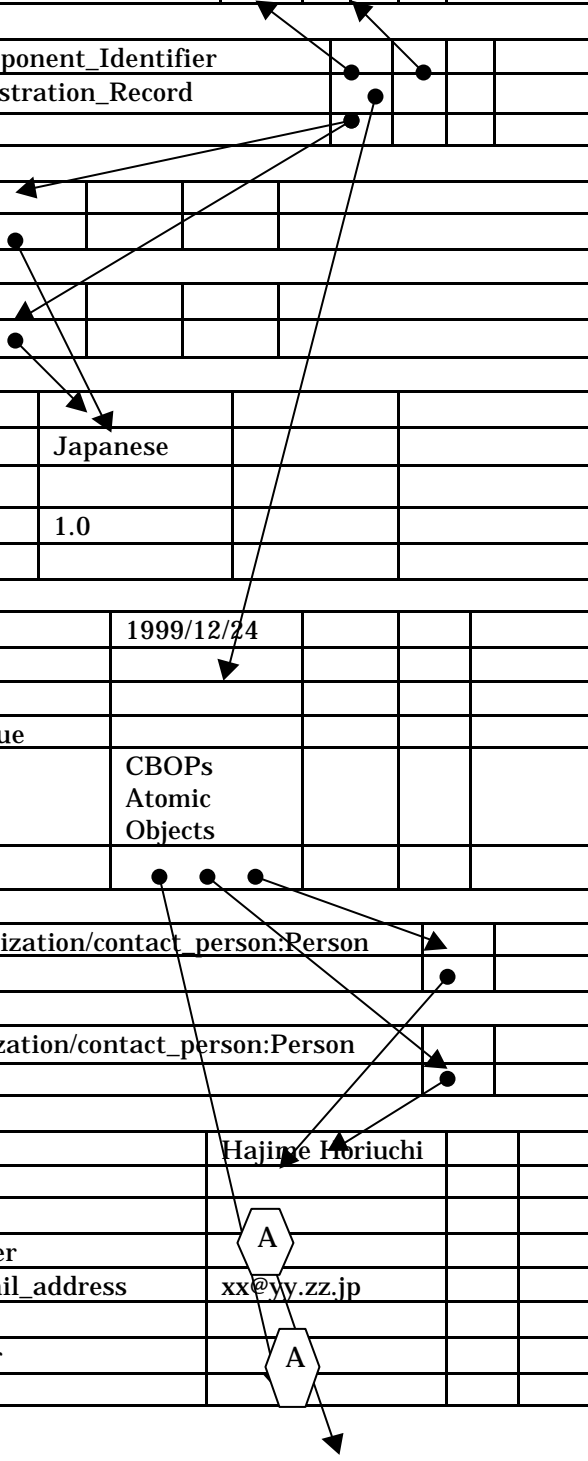 ponent_Identifier
stration_Record
Japanese
1.0
1999/12/24
ue
CBOPs
Atomic
Objects
ization/contact_person:Person
zation/contact_person:Person
Hajime Horiuchi
A
er
ail_address xx@yy.zz.jp
r
A